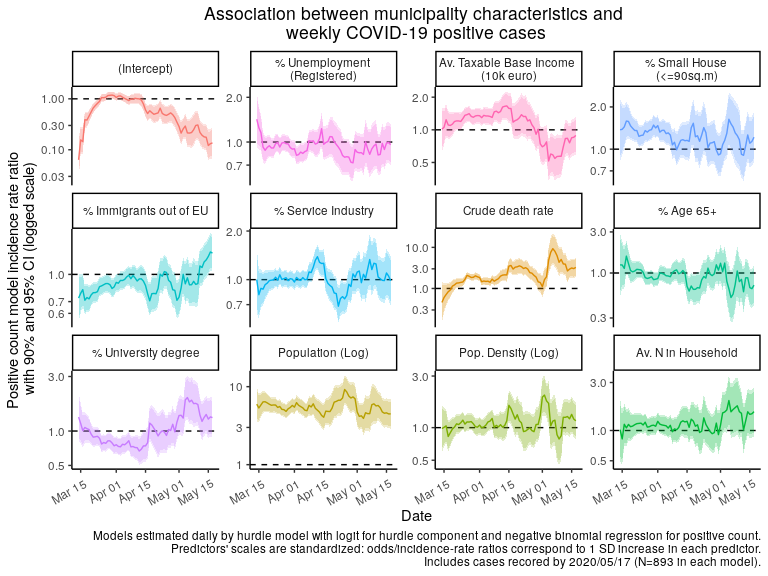 Association between municipality characteristics and
weekly COVID-19 positive cases
Positive count model incidence rate ratio
with 90% and 95% CI (logged scale)
(Intercept)
1.00
0.30
0.10
0.03
% Unemployment
(Registered)
2.0
1.0
0.7
Av. Taxable Base Income
(10k euro)
2.0
1.0
0.5
% Small House
(<=90sq.m)
2.0
1.0
0.7
% Immigrants out of EU
1.0
0.7
0.6
% Service Industry
2.0
1.0
0.7
Crude death rate
10.0
3.0
1.0
0.3
% Age 65+
3.0
1.0
0.3
% University degree
3.0
1.0
0.5
Population (Log)
10
3
1
Pop. Density (Log)
3.0
1.0
0.5
Av. N in Household
3.0
1.0
0.5
Mar 15 Apr 01 Apr 15 May 01 May 15
Mar 15 Apr 01 Apr 15 May 01 May 15
Mar 15 Apr 01 Apr 15 May 01 May 15
Mar 15 Apr 01 Apr 15 May 01 May 15
Date
Models estimated daily by hurdle model with logit for hurdle component and negative binomial regression for positive count.
Predictors' scales are standardized: odds/incidence-rate ratios correspond to 1 SD increase in each predictor.
Includes cases recored by 2020/05/17 (N=893 in each model).